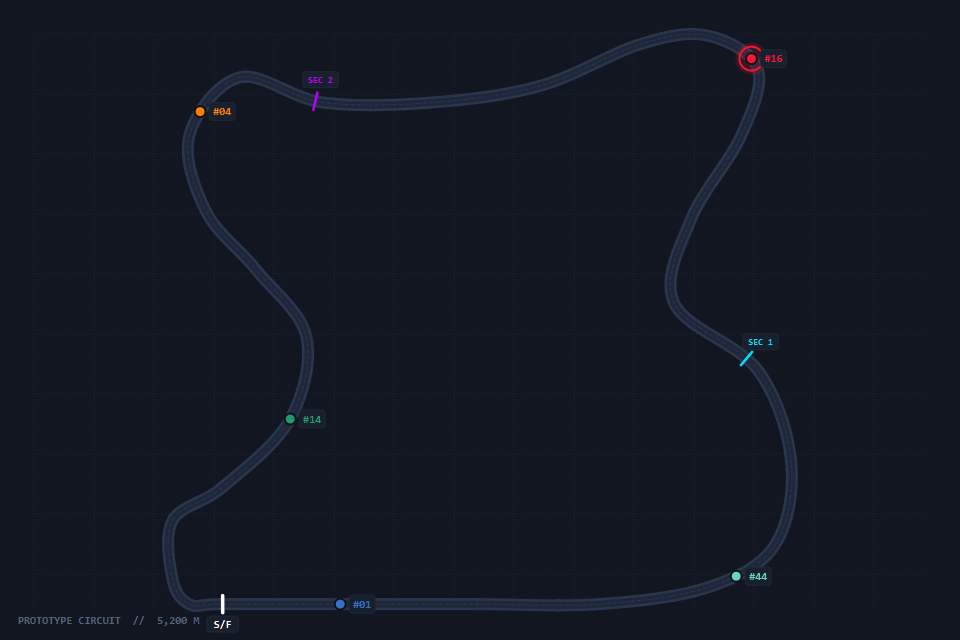 #16
SEC 2
#04
SEC 1
#14
#44
#01
PROTOTYPE CIRCUIT // 5,200 M
S/F